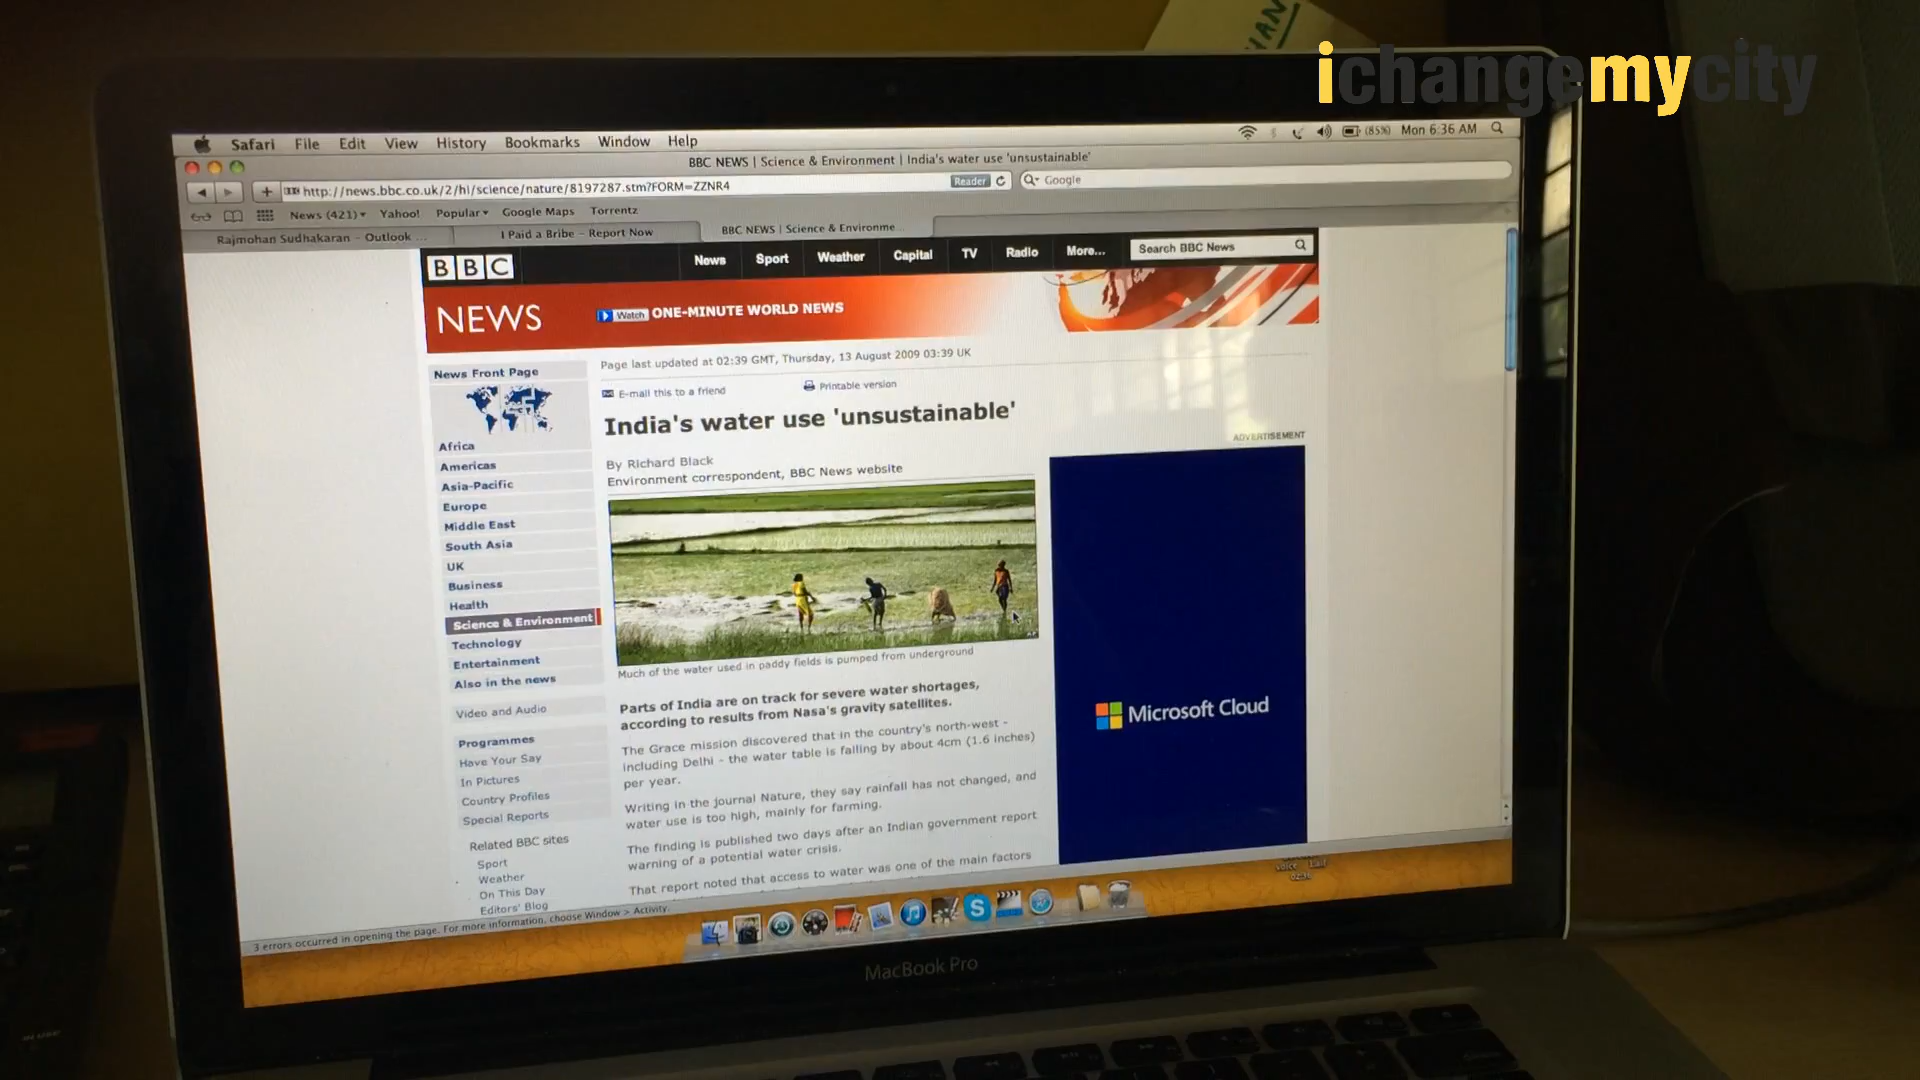 ichangemycity
Safari File Edit View History Bookmarks Window Help
(85%) Mon 6:36 AM
BBC NEWS | Science & Environment | India's water use 'unsustainable'
http://news.bbc.co.uk/2/hi/science/nature/8197287.stm?FORM=ZZNR4
Reader
Google
News (421) Yahoo! Popular Google Maps Torrentz
Rajmohan Sudhakaran – Outlook ...
I Paid a Bribe – Report Now
BBC NEWS | Science & Environme...
BBC
News Sport Weather Capital TV Radio More...
Search BBC News
NEWS
Watch ONE-MINUTE WORLD NEWS
News Front Page
Africa
Americas
Asia-Pacific
Europe
Middle East
South Asia
UK
Business
Health
Science & Environment
Technology
Entertainment
Also in the news
Video and Audio
Programmes
Have Your Say
In Pictures
Country Profiles
Special Reports
Related BBC sites
Sport
Weather
On This Day
Editors' Blog
Page last updated at 02:39 GMT, Thursday, 13 August 2009 03:39 UK
E-mail this to a friend
Printable version
India's water use 'unsustainable'
By Richard Black
Environment correspondent, BBC News website
Much of the water used in paddy fields is pumped from underground
Parts of India are on track for severe water shortages,
according to results from Nasa's gravity satellites.
The Grace mission discovered that in the country's north-west -
including Delhi - the water table is falling by about 4cm (1.6 inches)
per year.
Writing in the journal Nature, they say rainfall has not changed, and
water use is too high, mainly for farming.
The finding is published two days after an Indian government report
warning of a potential water crisis.
That report noted that access to water was one of the main factors
ADVERTISEMENT
Microsoft Cloud
3 errors occurred in opening the page. For more information, choose Window > Activity.
MacBook Pro